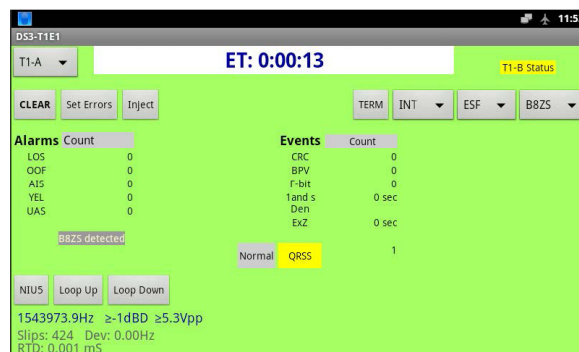 11:5
DS3-T1E1
T1-A ET: 0:00:13 T1-B Status
CLEAR Set Errors Inject TERM INT ESF B8ZS
Alarms Count Events Count
LOS 0 CRC 0
OOF 0 BPV 0
AIS 0 Γ-bit 0
YEL 0 1and s 0 sec
UAS 0 Den
ExZ 0 sec
B8ZS detected
Normal QRSS 1
NIU5 Loop Up Loop Down
1543973.9Hz ≥-1dBD ≥5.3Vpp
Slips: 424 Dev: 0.00Hz
RTD: 0.001 mS